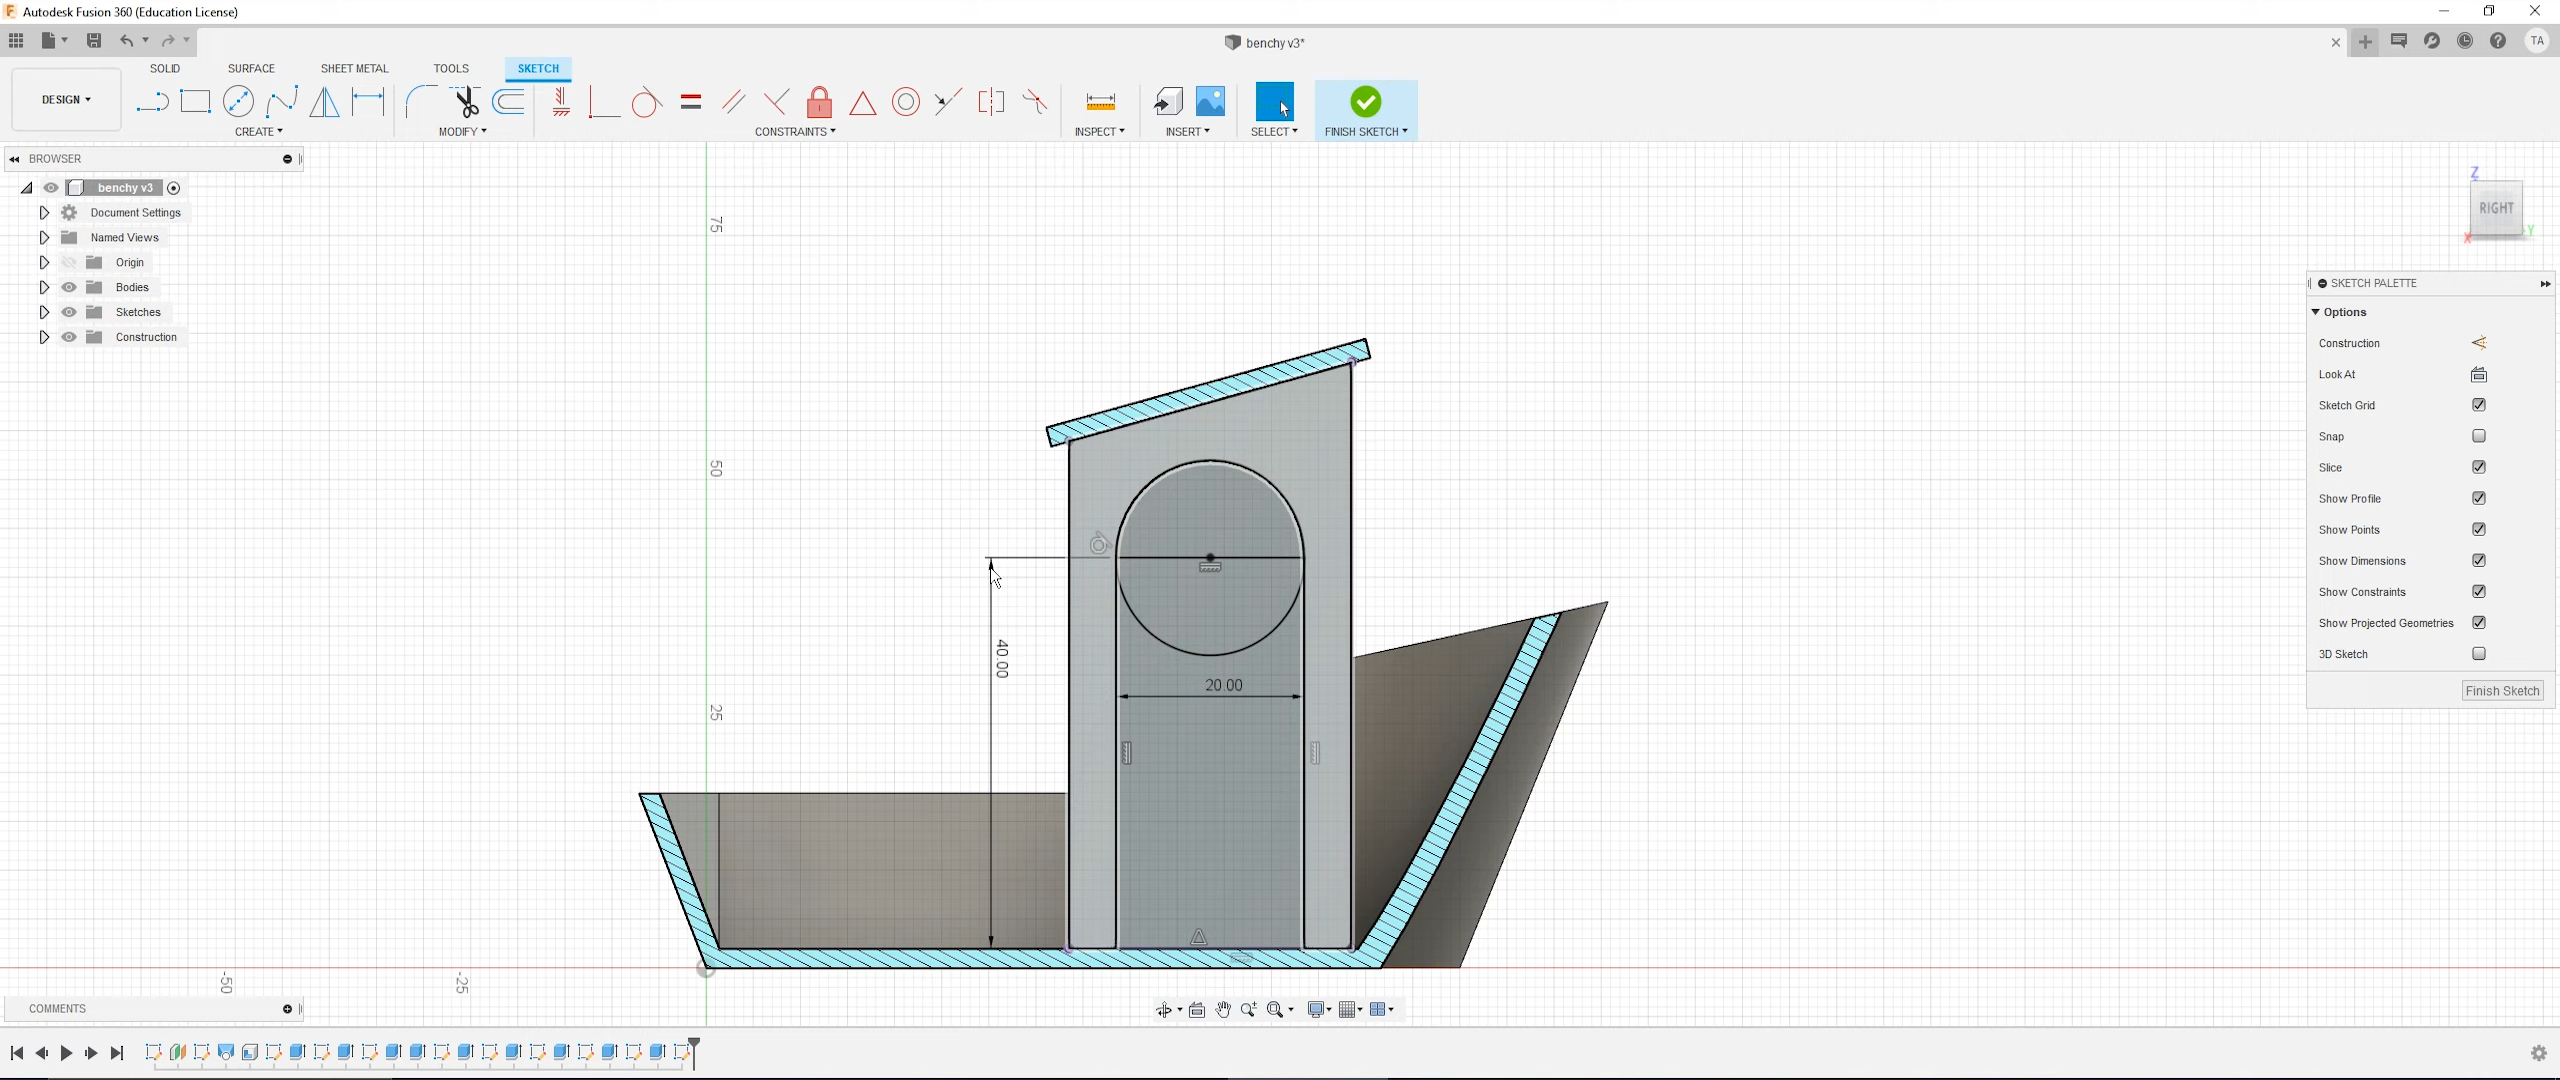 Autodesk Fusion 360 (Education License)
benchy v3*
TA
SOLID
SURFACE
SHEET METAL
TOOLS
SKETCH
DESIGN
CREATE
MODIFY
CONSTRAINTS
INSPECT
INSERT
SELECT
FINISH SKETCH
BROWSER
benchy v3
Document Settings
Named Views
Origin
Bodies
Sketches
Construction
75
50
25
-25
-50
40.00
20.00
Z
RIGHT
X
Y
SKETCH PALETTE
Options
Construction
Look At
Sketch Grid
Snap
Slice
Show Profile
Show Points
Show Dimensions
Show Constraints
Show Projected Geometries
3D Sketch
Finish Sketch
COMMENTS